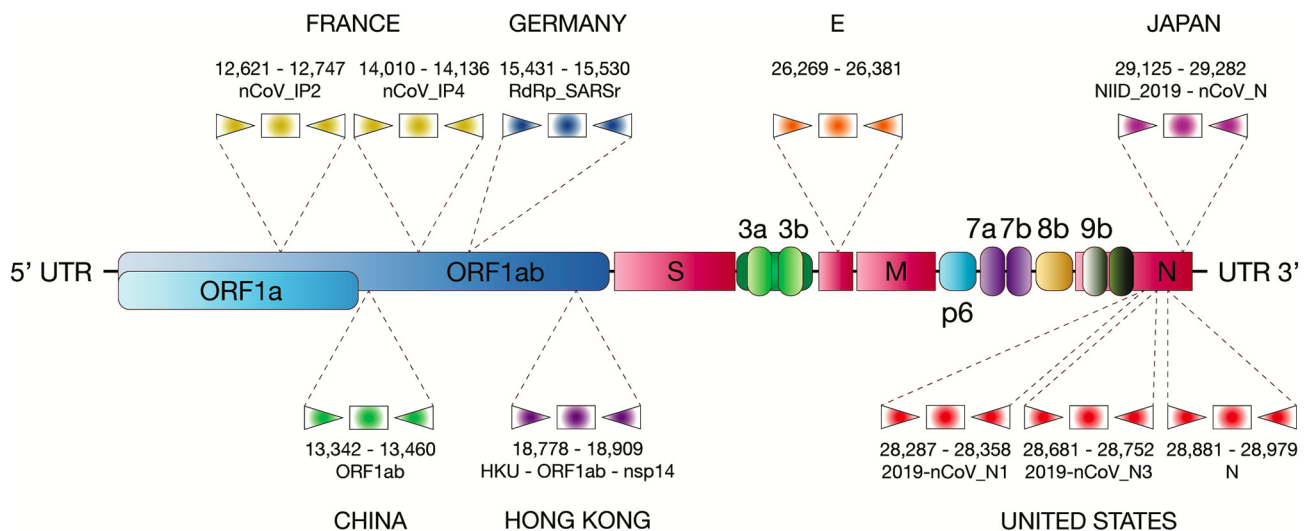 FRANCE GERMANY E JAPAN
12,621 - 12,747 14,010 - 14,136 15,431 - 15,530 26,269 - 26,381 29,125 - 29,282
nCoV_IP2 nCoV_IP4 RdRp_SARSr NIID_2019 - nCoV_N
3a 3b 7a 7b 8b 9b
5’ UTR ORF1ab S M N UTR 3’
ORF1a
p6
13,342 - 13,460 18,778 - 18,909 28,287 - 28,358 28,681 - 28,752 28,881 - 28,979
ORF1ab HKU - ORF1ab - nsp14 2019-nCoV_N1 2019-nCoV_N3 N
CHINA HONG KONG UNITED STATES